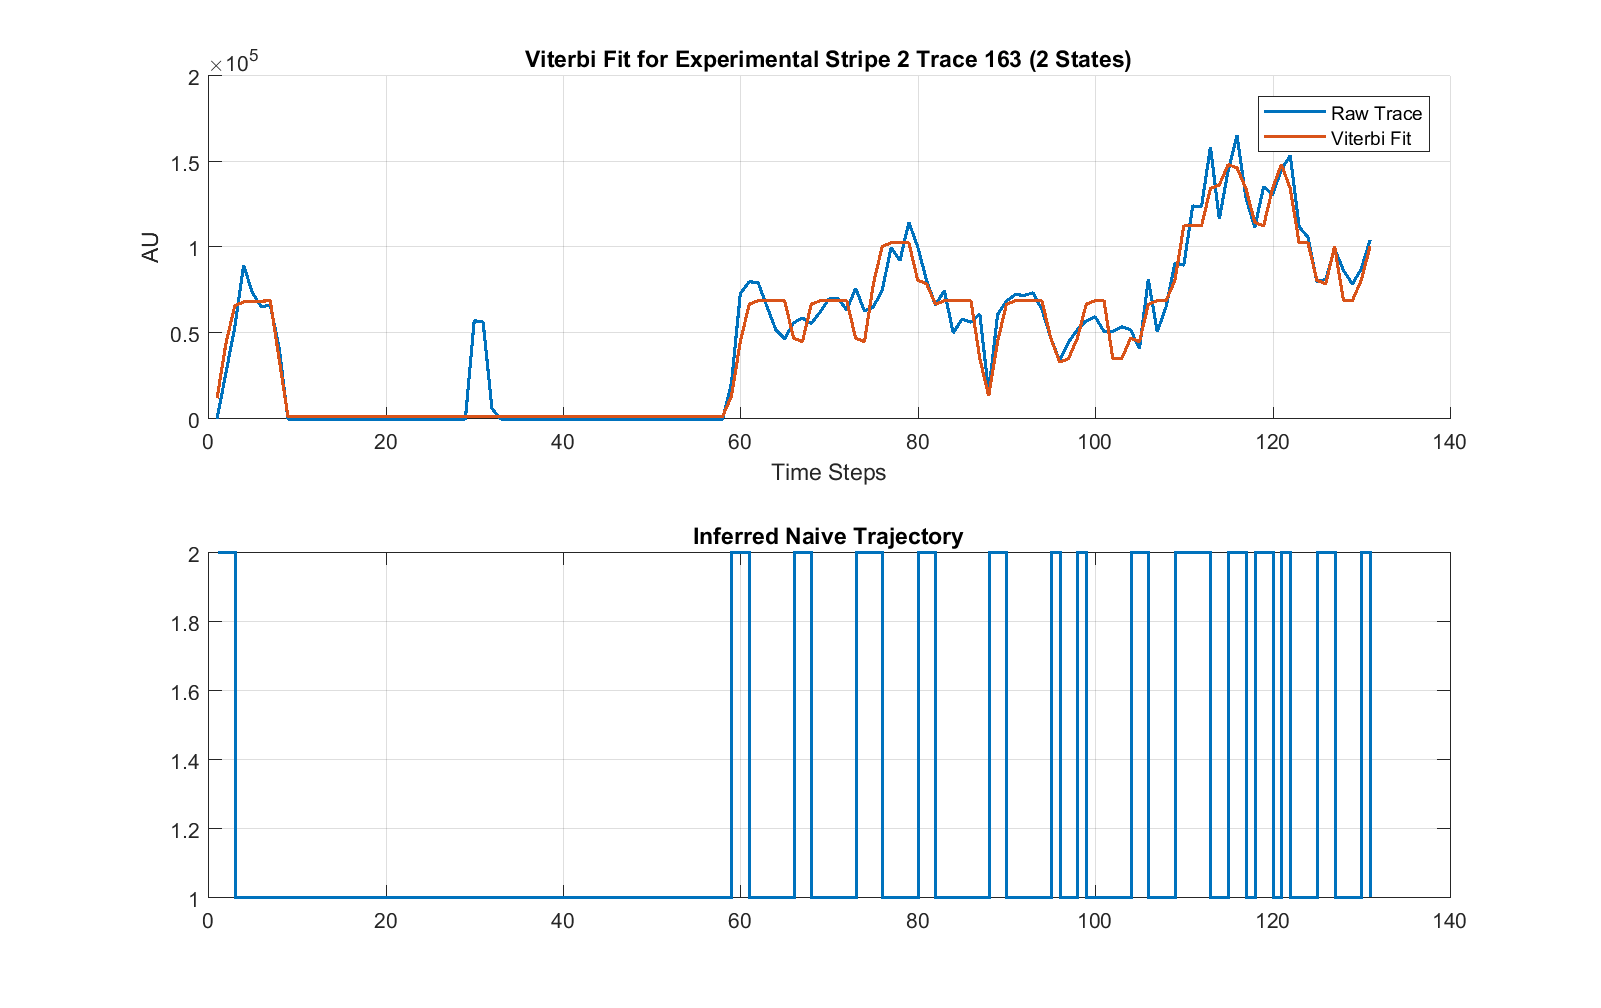 Viterbi Fit for Experimental Stripe 2 Trace 163 (2 States)
×10^5
2
1.5
1
0.5
0
AU
Raw Trace
Viterbi Fit
0 20 40 60 80 100 120 140
Time Steps
Inferred Naive Trajectory
2
1.8
1.6
1.4
1.2
1
0 20 40 60 80 100 120 140